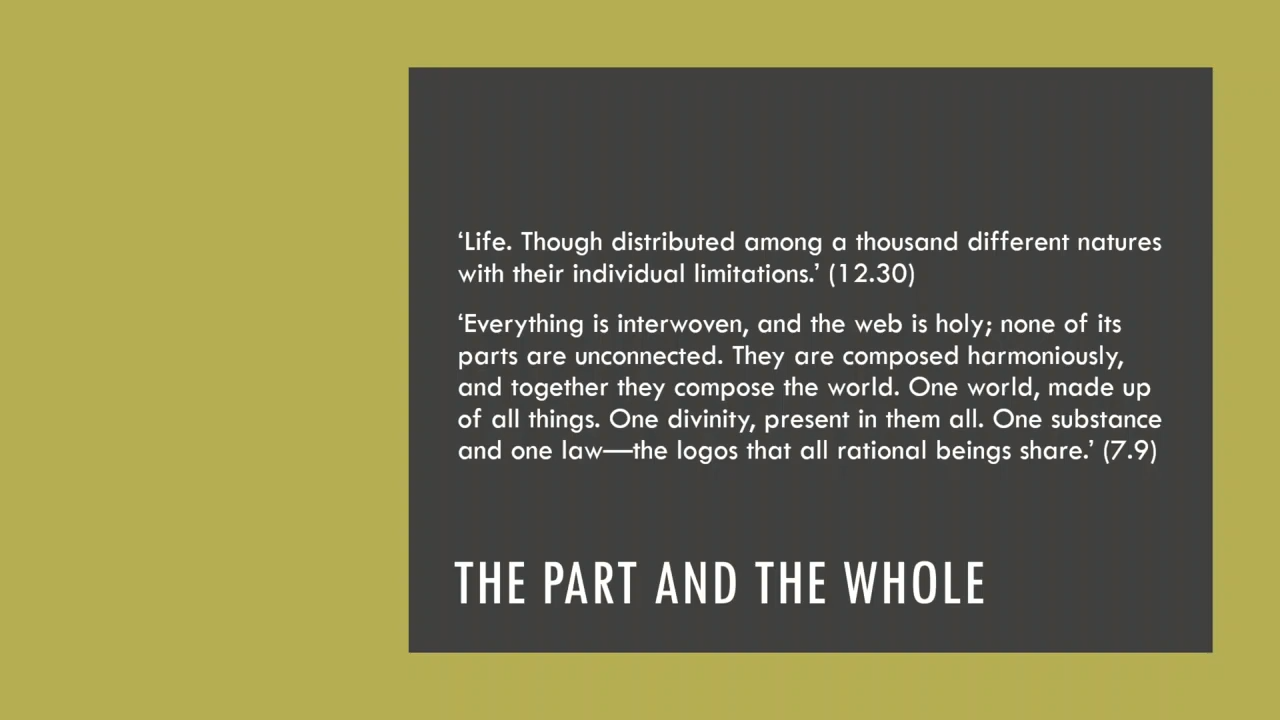 ‘Life. Though distributed among a thousand different natures
with their individual limitations.’ (12.30)
‘Everything is interwoven, and the web is holy; none of its
parts are unconnected. They are composed harmoniously,
and together they compose the world. One world, made up
of all things. One divinity, present in them all. One substance
and one law—the logos that all rational beings share.’ (7.9)
THE PART AND THE WHOLE